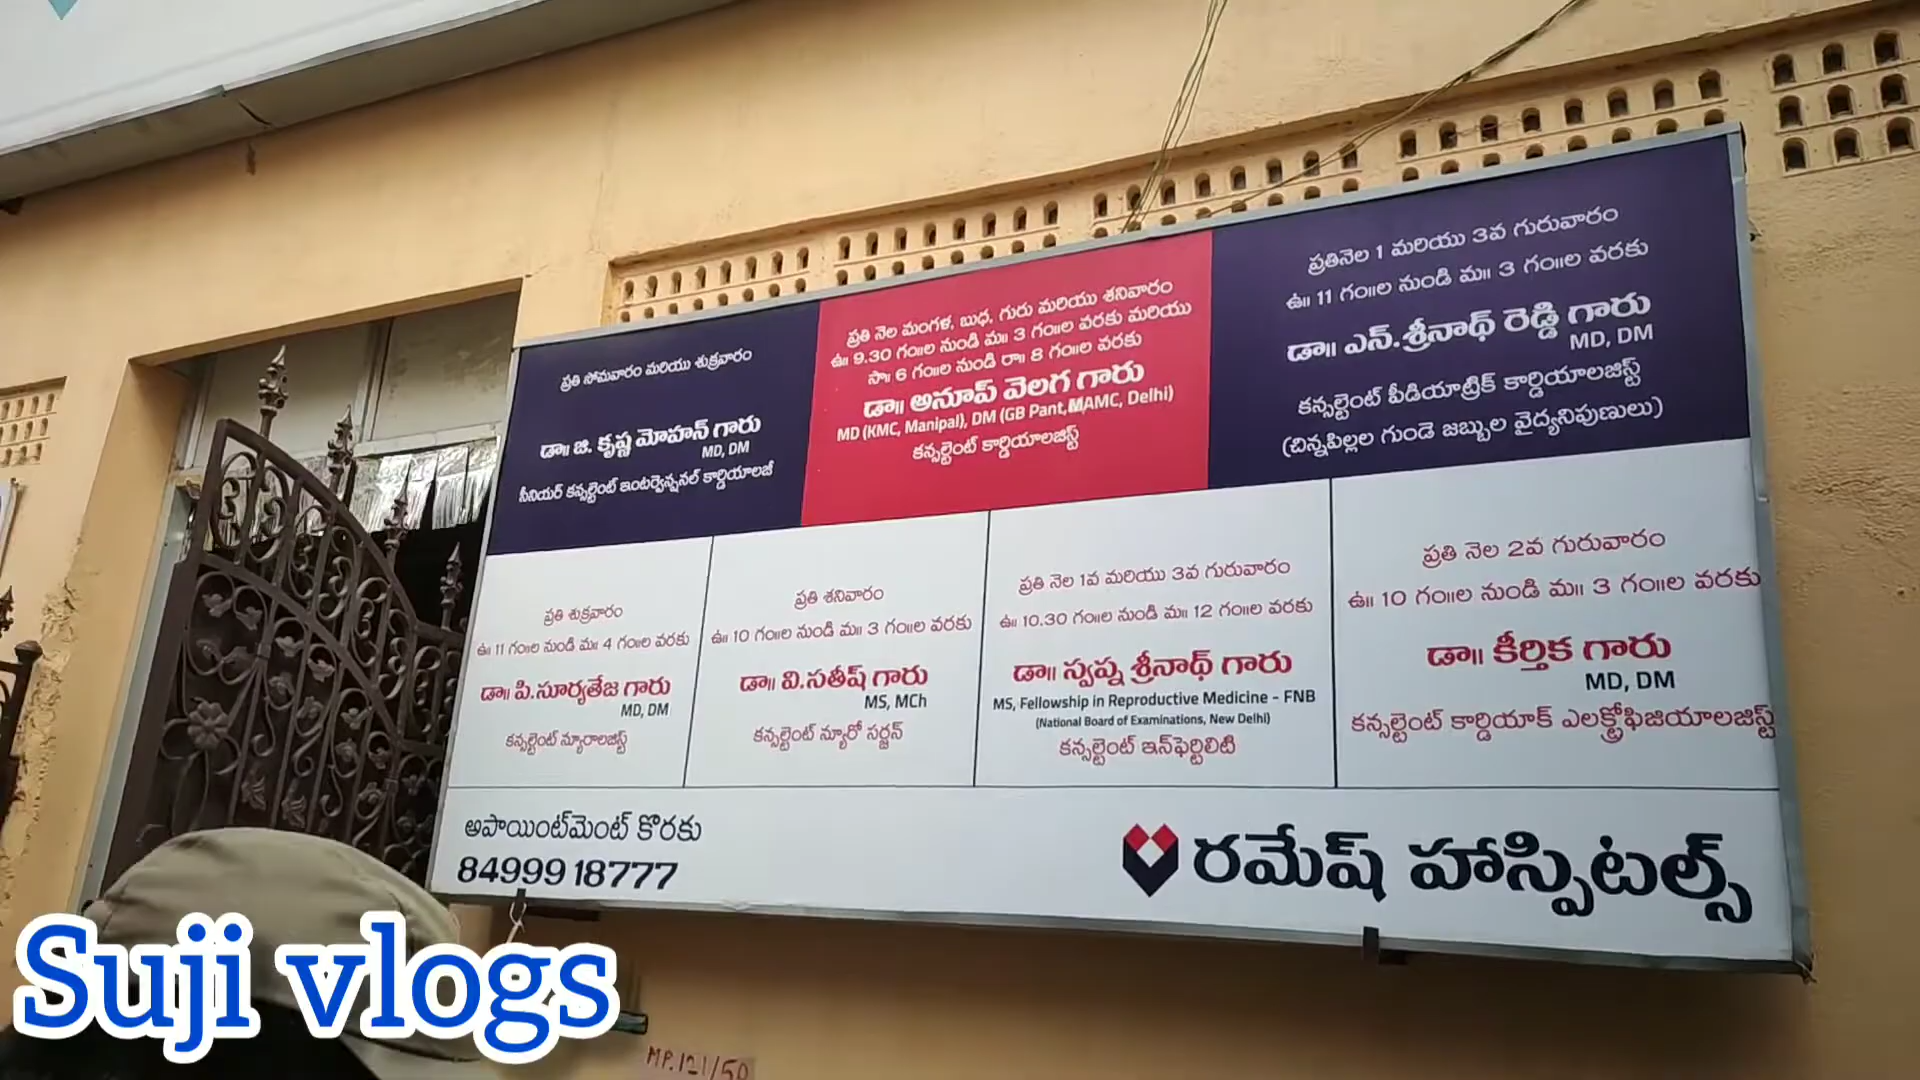 ప్రతి సోమవారం మరియు శుక్రవారం
డా॥ జి. కృష్ణ మోహన్ గారు
MD, DM
సీనియర్ కన్సల్టెంట్ ఇంటర్వెన్షనల్ కార్డియాలజీ
ప్రతి నెల మంగళ, బుధ, గురు మరియు శనివారం
ఉ॥ 9.30 గం॥ల నుండి మ॥ 3 గం॥ల వరకు మరియు
సా॥ 6 గం॥ల నుండి రా॥ 8 గం॥ల వరకు
డా॥ అనూప్ వెలగ గారు
MD (KMC, Manipal), DM (GB Pant, MAMC, Delhi)
కన్సల్టెంట్ కార్డియాలజిస్ట్
ప్రతినెల 1 మరియు 3వ గురువారం
ఉ॥ 11 గం॥ల నుండి మ॥ 3 గం॥ల వరకు
డా॥ ఎన్.శ్రీనాథ్ రెడ్డి గారు
MD, DM
కన్సల్టెంట్ పీడియాట్రిక్ కార్డియాలజిస్ట్
(చిన్నపిల్లల గుండె జబ్బుల వైద్యనిపుణులు)
ప్రతి శుక్రవారం
ఉ॥ 11 గం॥ల నుండి మ॥ 4 గం॥ల వరకు
డా॥ పి.సూర్యతేజ గారు
MD, DM
కన్సల్టెంట్ న్యూరాలజిస్ట్
ప్రతి శనివారం
ఉ॥ 10 గం॥ల నుండి మ॥ 3 గం॥ల వరకు
డా॥ వి.సతీష్ గారు
MS, MCh
కన్సల్టెంట్ న్యూరో సర్జన్
ప్రతి నెల 1వ మరియు 3వ గురువారం
ఉ॥ 10.30 గం॥ల నుండి మ॥ 12 గం॥ల వరకు
డా॥ స్వప్న శ్రీనాథ్ గారు
MS, Fellowship in Reproductive Medicine - FNB
(National Board of Examinations, New Delhi)
కన్సల్టెంట్ ఇన్‌ఫెర్టిలిటి
ప్రతి నెల 2వ గురువారం
ఉ॥ 10 గం॥ల నుండి మ॥ 3 గం॥ల వరకు
డా॥ కీర్తిక గారు
MD, DM
కన్సల్టెంట్ కార్డియాక్ ఎలక్ట్రోఫిజియాలజిస్ట్
అపాయింట్‌మెంట్ కొరకు
84999 18777
రమేష్ హాస్పిటల్స్
Suji vlogs
MP.121/50